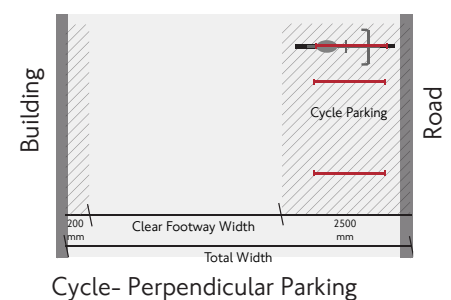 Building
Cycle Parking
Road
200
mm
Clear Footway Width
2500
mm
Total Width
Cycle- Perpendicular Parking